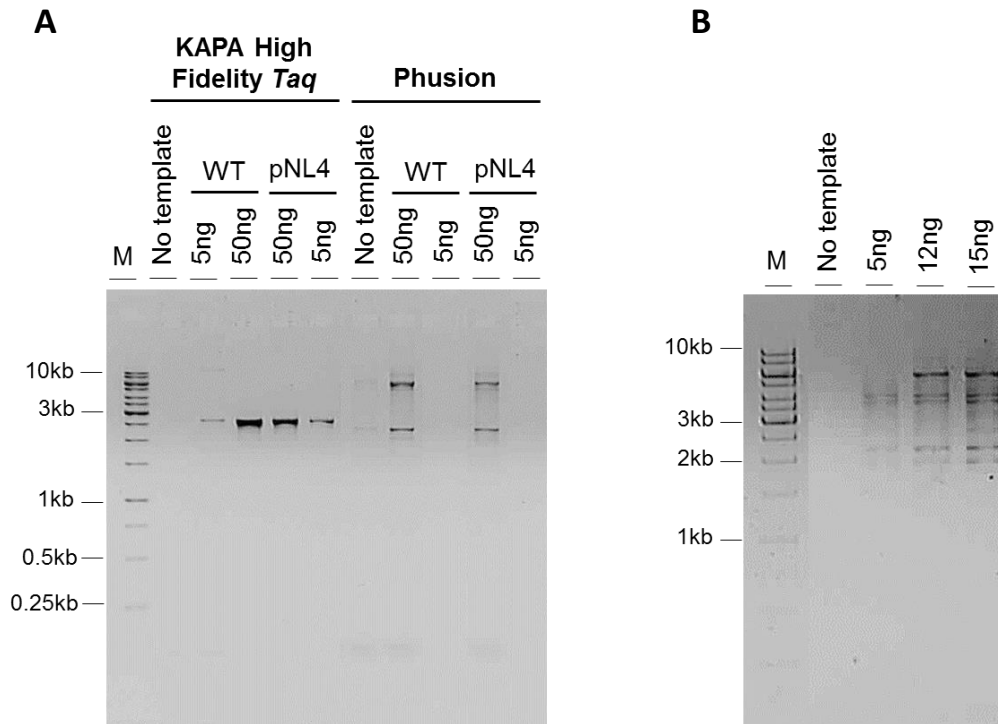 A
KAPA High
Fidelity Taq
Phusion
No template
WT
pNL4
No template
WT
pNL4
M
5ng
50ng
50ng
5ng
50ng
5ng
50ng
5ng
10kb
3kb
1kb
0.5kb
0.25kb
B
M
No template
5ng
12ng
15ng
10kb
3kb
2kb
1kb